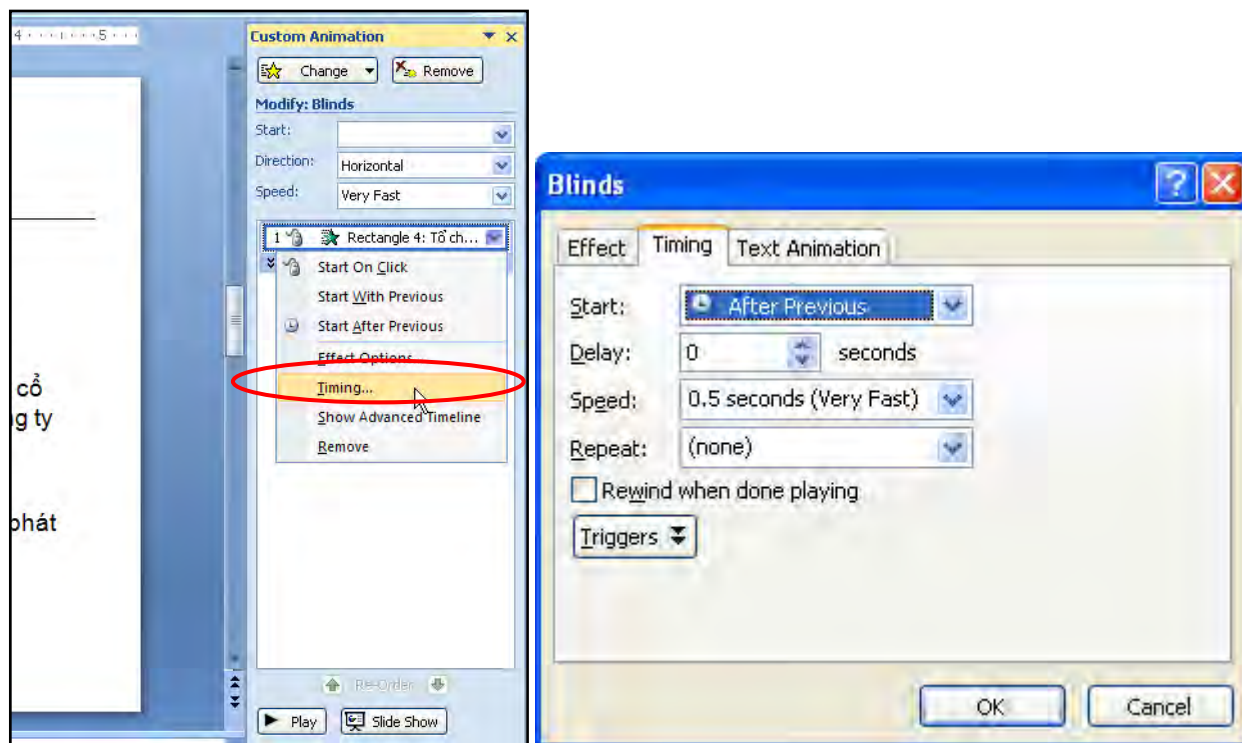 4 5
Custom Animation
Change
Remove
Modify: Blinds
Start:
Direction: Horizontal
Speed: Very Fast
1 Rectangle 4: Tổ ch...
Start On Click
Start With Previous
Start After Previous
Effect Options...
Timing...
Show Advanced Timeline
Remove
Re-Order
Play
Slide Show
cổ
g ty
phát
Blinds
Effect Timing Text Animation
Start: After Previous
Delay: 0 seconds
Speed: 0.5 seconds (Very Fast)
Repeat: (none)
Rewind when done playing
Triggers
OK Cancel